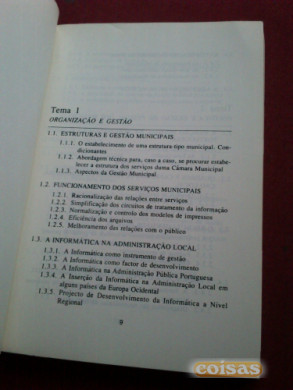 Tema I
ORGANIZAÇÃO E GESTÃO
1.1. ESTRUTURAS E GESTÃO MUNICIPAIS
1.1.1. O estabelecimento de uma estrutura-tipo municipal. Con-
dicionantes
1.1.2. Abordagem técnica para, caso a caso, se procurar estabe-
lecer a estrutura dos serviços duma Câmara Municipal
1.1.3. Aspectos da Gestão Municipal
1.2. FUNCIONAMENTO DOS SERVIÇOS MUNICIPAIS
1.2.1. Racionalização das relações entre serviços
1.2.2. Simplificação dos circuitos de tratamento da informação
1.2.3. Normalização e controlo dos modelos de impressos
1.2.4. Eficiência dos arquivos
1.2.5. Melhoramento das relações com o público
1.3. A INFORMÁTICA NA ADMINISTRAÇÃO LOCAL
1.3.1. A Informática como instrumento de gestão
1.3.2. A Informática como factor de desenvolvimento
1.3.3. A Informática na Administração Pública Portuguesa
1.3.4. A Inserção da Informática na Administração Local em
alguns países da Europa Ocidental
1.3.5. Projecto de Desenvolvimento da Informática a Nível
Regional
9
coisas